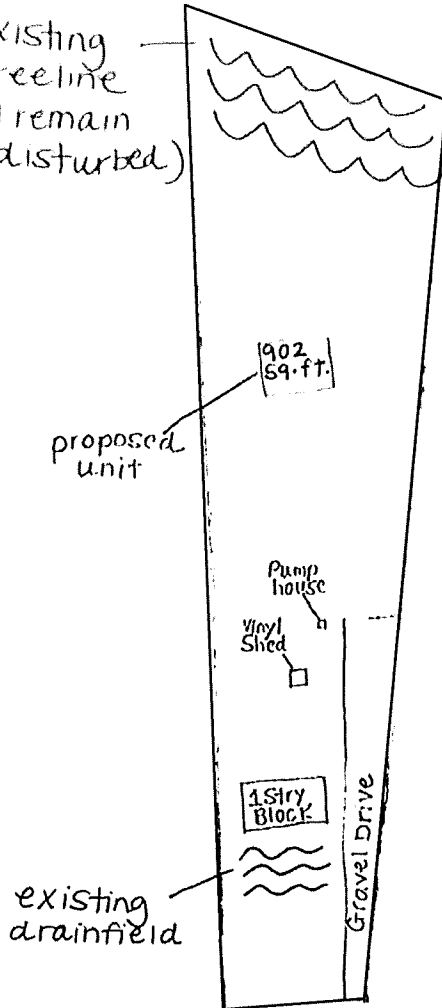 xisting
reeline
remain
disturbed)
902
sq.ft.
proposed
unit
Pump
house
Vinyl
Shed
1Stry
BLOCK
Gravel Drive
existing
drainfield